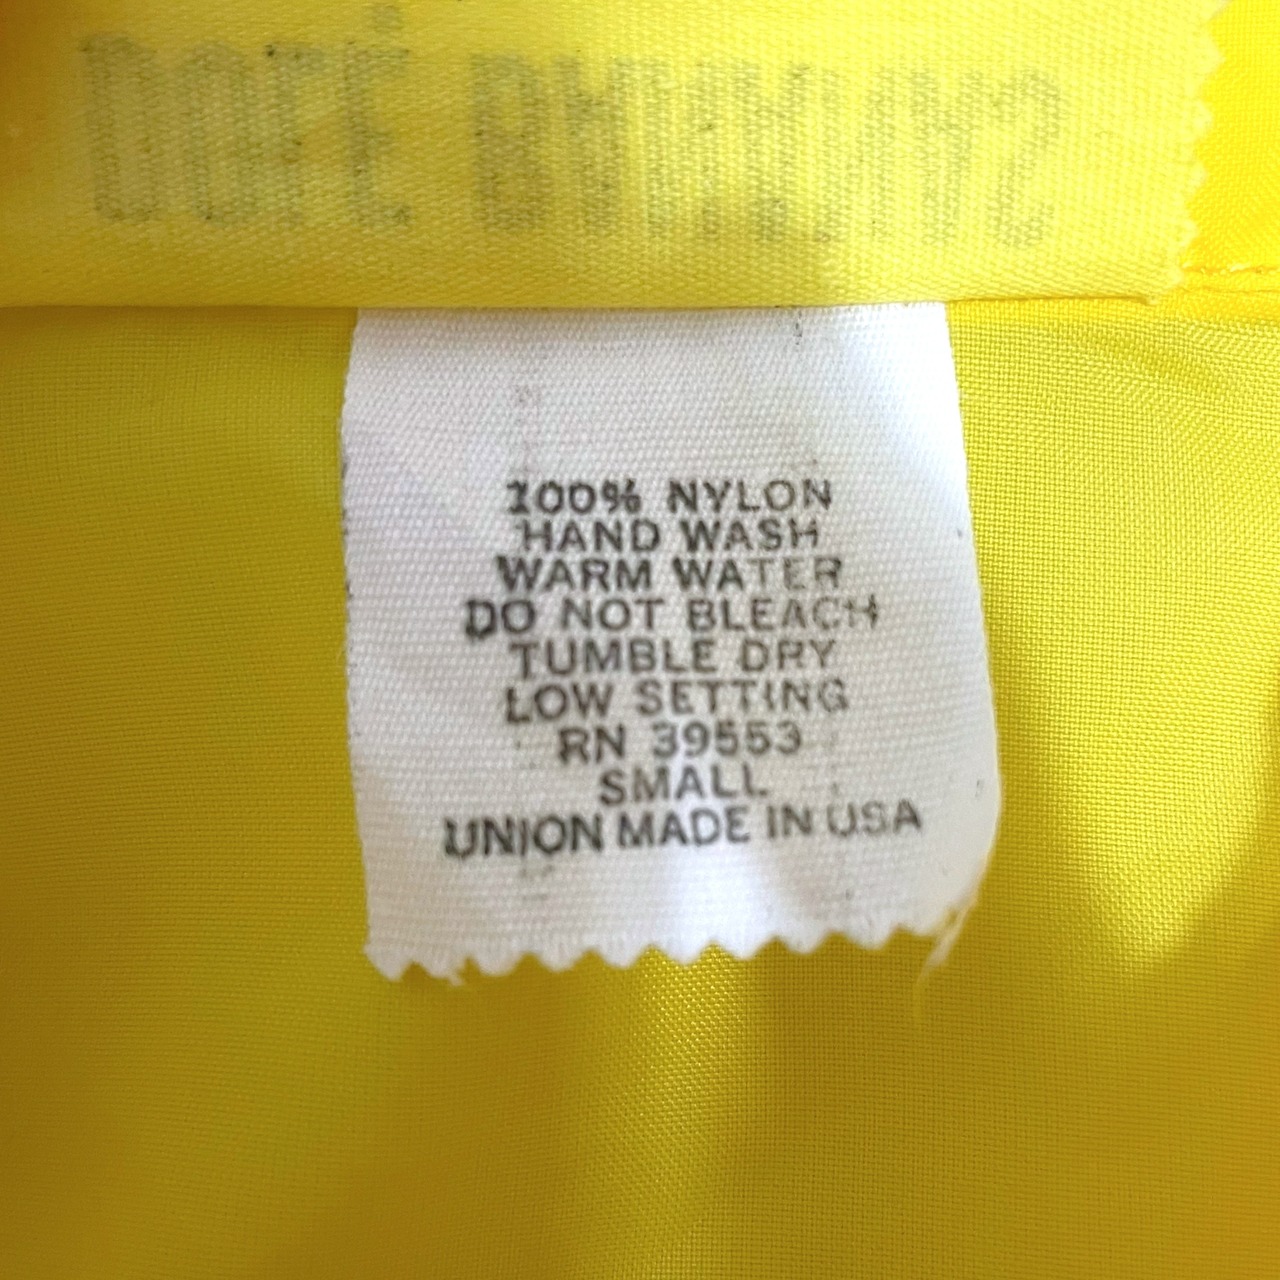 100% NYLON
HAND WASH
WARM WATER
DO NOT BLEACH
TUMBLE DRY
LOW SETTING
RN 39553
SMALL
UNION MADE IN USA